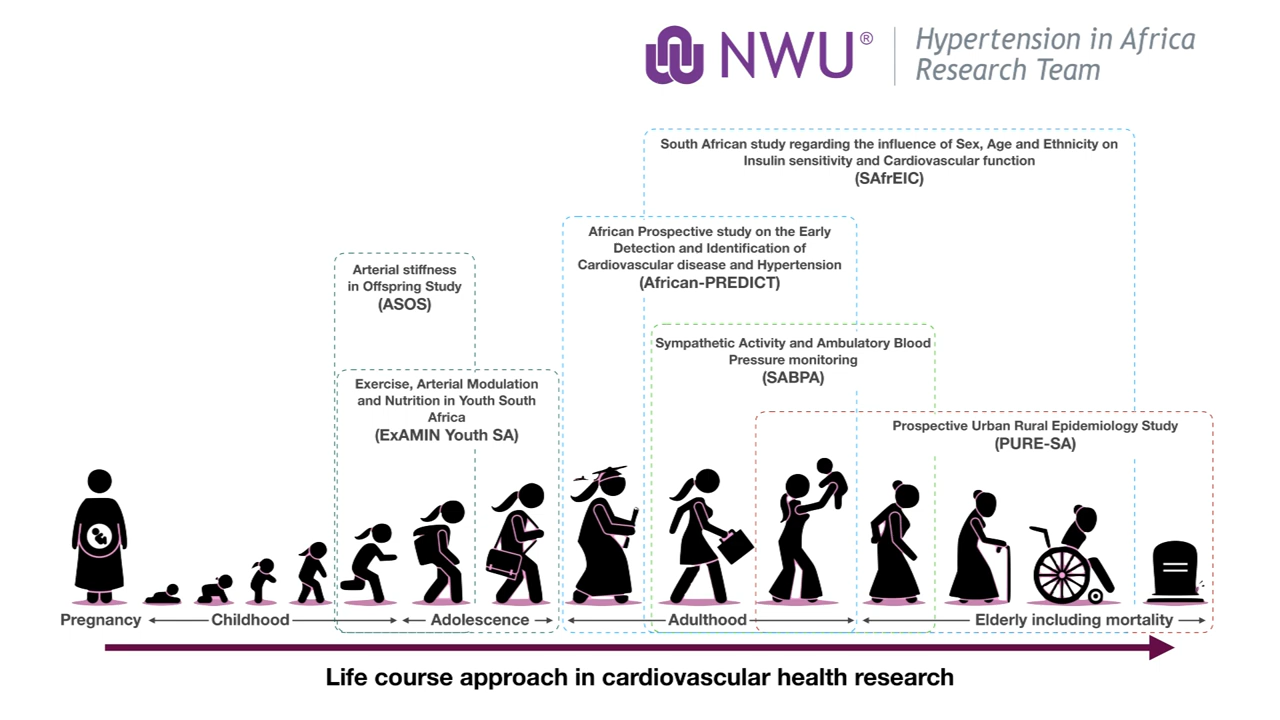 NWU®
Hypertension in Africa
Research Team
South African study regarding the influence of Sex, Age and Ethnicity on
Insulin sensitivity and Cardiovascular function
(SAfrEIC)
African Prospective study on the Early
Detection and Identification of
Cardiovascular disease and Hypertension
(African-PREDICT)
Arterial stiffness
in Offspring Study
(ASOS)
Sympathetic Activity and Ambulatory Blood
Pressure monitoring
(SABPA)
Exercise, Arterial Modulation
and Nutrition in Youth South
Africa
(ExAMIN Youth SA)
Prospective Urban Rural Epidemiology Study
(PURE-SA)
Pregnancy Childhood Adolescence Adulthood Elderly including mortality
Life course approach in cardiovascular health research